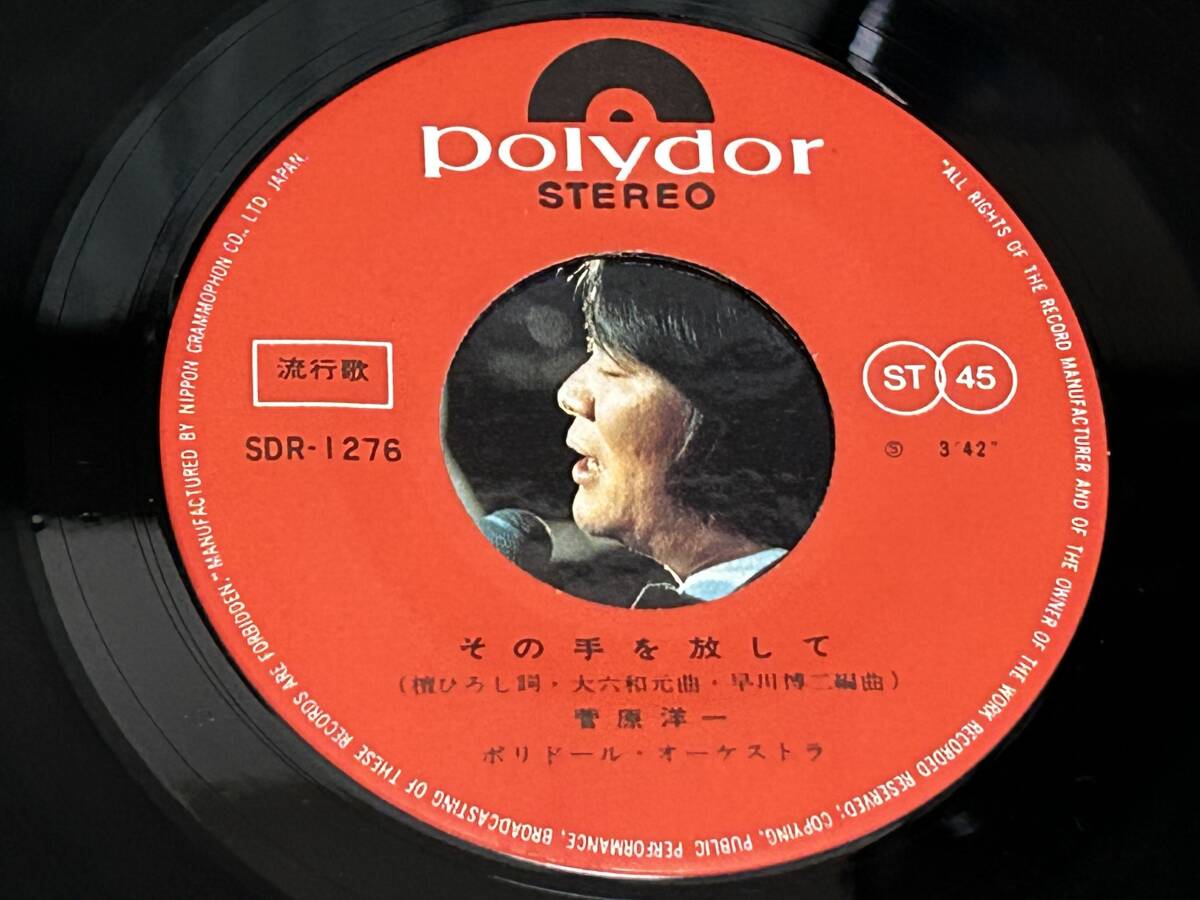 polydor
STEREO
流行歌
SDR-1276
ST 45
Ⓢ 3′42″
その手を放して
(檀ひろし詞・大六和元曲・早川博二編曲)
菅原洋一
ポリドール・オーケストラ
"ALL RIGHTS OF THE RECORD MANUFACTURER AND OF THE OWNER OF THE WORK RECORDED RESERVED; COPYING, PUBLIC PERFORMANCE, BROADCASTING OF THESE RECORDS ARE FORBIDDEN." MANUFACTURED BY NIPPON GRAMMOPHON CO., LTD. JAPAN.